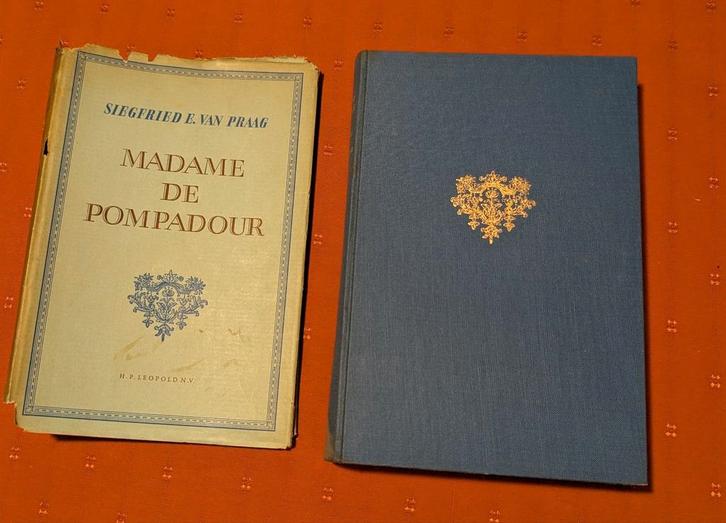 SIEGFRIED E. VAN PRAAG
MADAME
DE
POMPADOUR
H. P. LEOPOLD N.V.